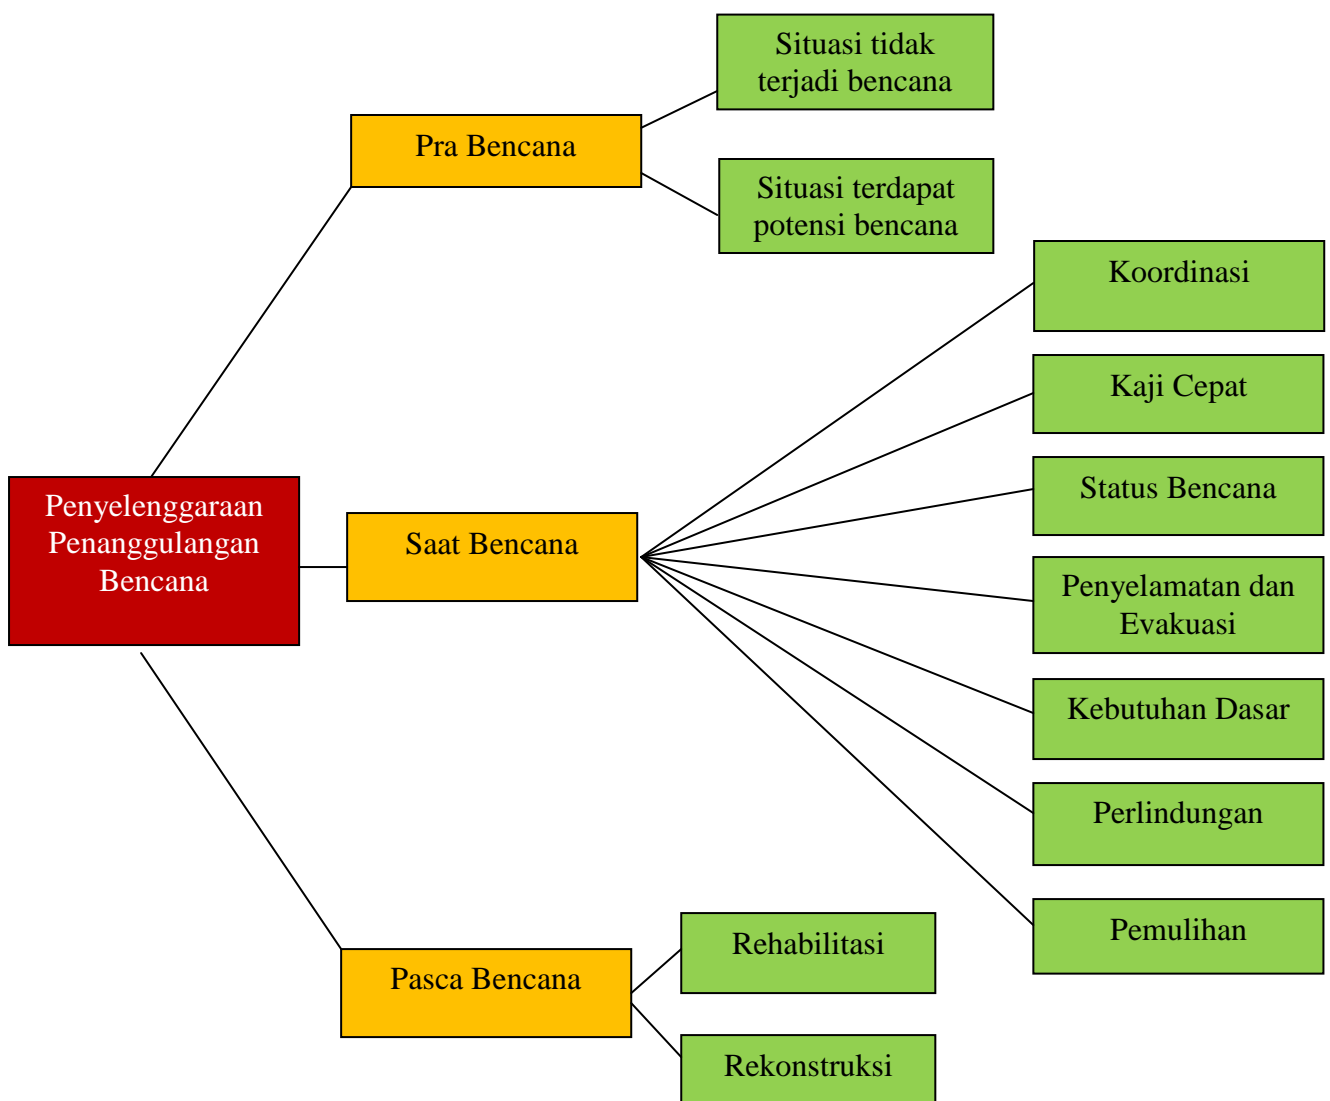 Situasi tidak
terjadi bencana
Pra Bencana
Situasi terdapat
potensi bencana
Koordinasi
Kaji Cepat
Status Bencana
Penyelenggaraan
Penanggulangan
Bencana
Saat Bencana
Penyelamatan dan
Evakuasi
Kebutuhan Dasar
Perlindungan
Pemulihan
Rehabilitasi
Pasca Bencana
Rekonstruksi